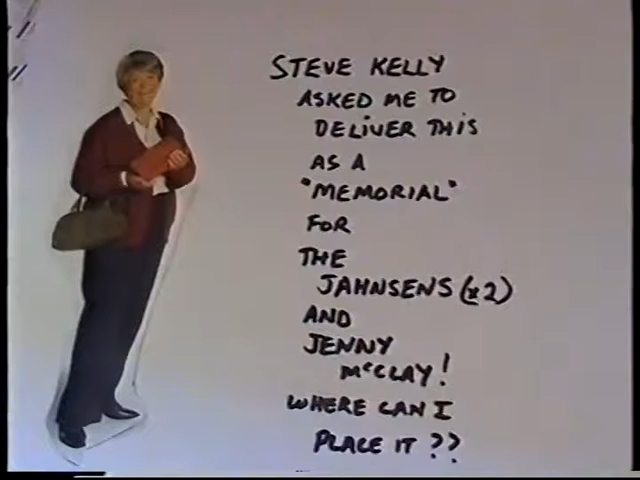 STEVE KELLY
ASKED ME TO
DELIVER THIS
AS A
"MEMORIAL"
FOR
THE
JAHNSENS (x2)
AND
JENNY
McCLAY!
WHERE CAN I
PLACE IT ??